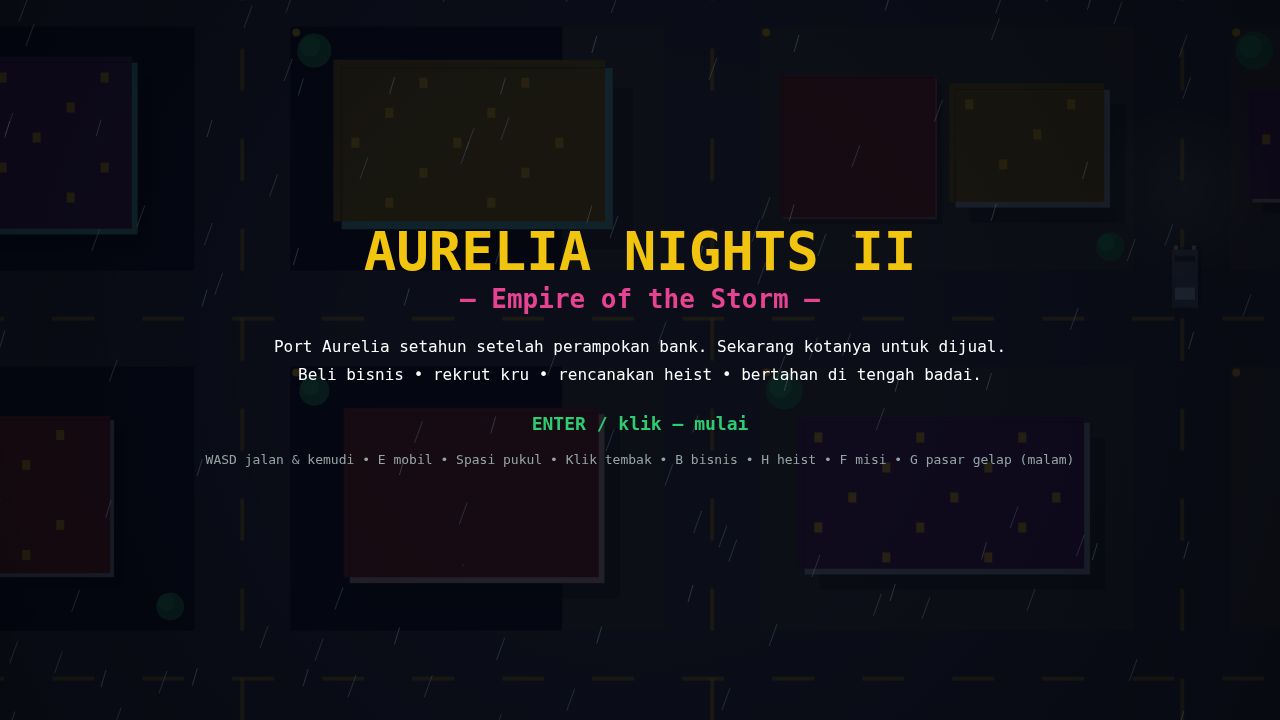 AURELIA NIGHTS II
— Empire of the Storm —
Port Aurelia setahun setelah perampokan bank. Sekarang kotanya untuk dijual.
Beli bisnis • rekrut kru • rencanakan heist • bertahan di tengah badai.
ENTER / klik — mulai
WASD jalan & kemudi • E mobil • Spasi pukul • Klik tembak • B bisnis • H heist • F misi • G pasar gelap (malam)